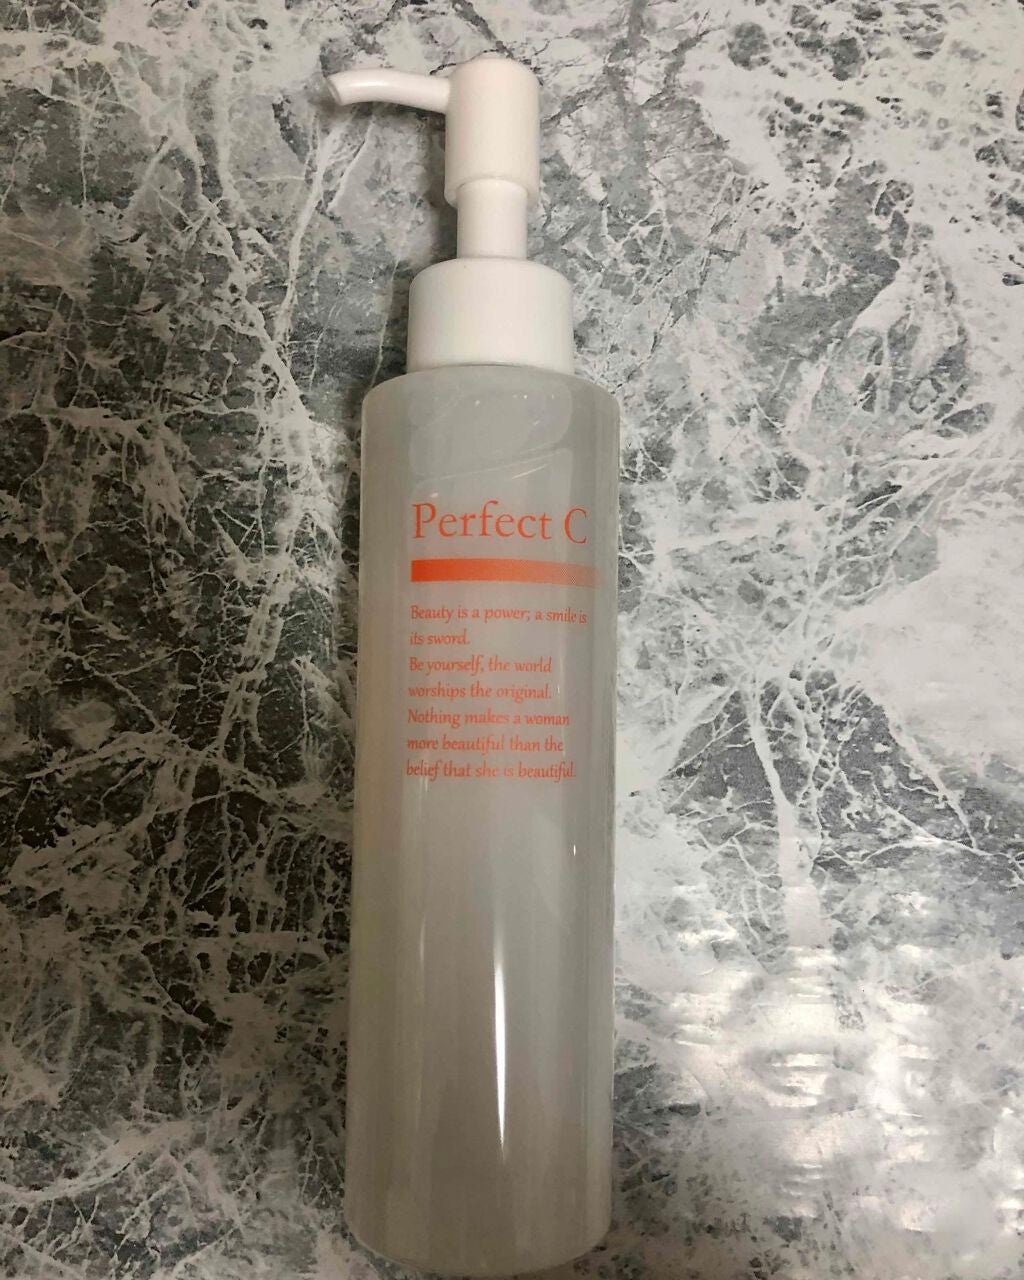 Perfect C
Beauty is a power; a smile is
its sword.
Be yourself, the world
worships the original.
Nothing makes a woman
more beautiful than the
belief that she is beautiful.